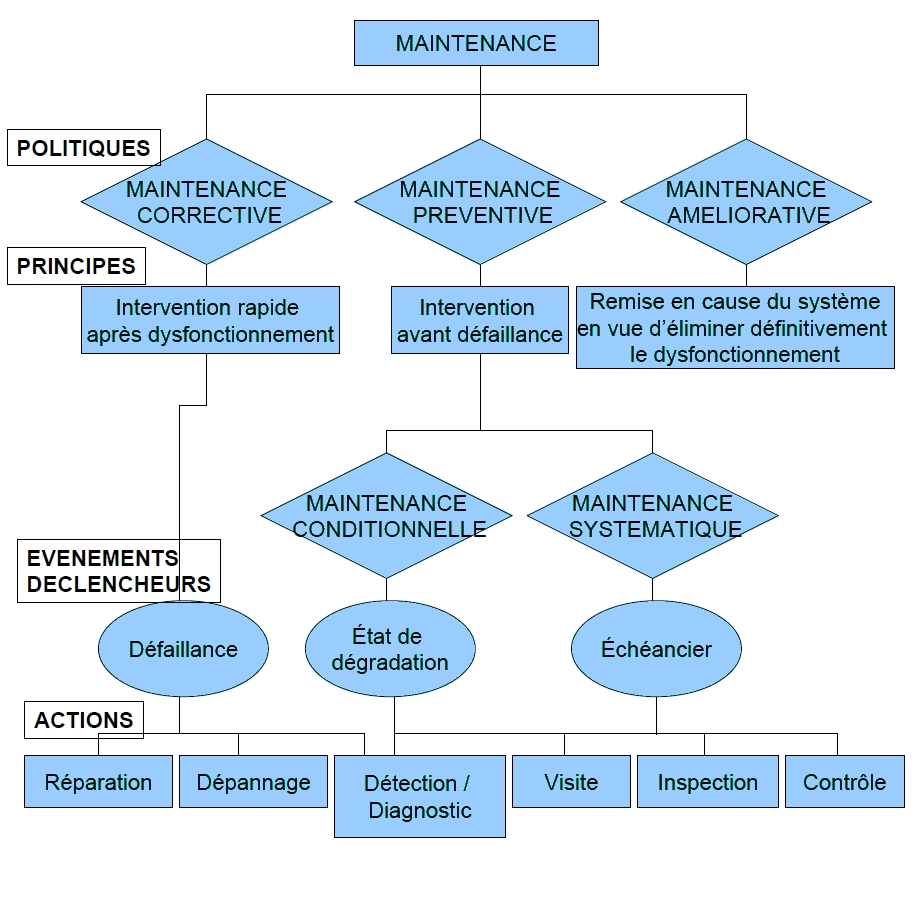 MAINTENANCE
POLITIQUES
MAINTENANCE
CORRECTIVE
MAINTENANCE
PREVENTIVE
MAINTENANCE
AMELIORATIVE
PRINCIPES
Intervention rapide
après dysfonctionnement
Intervention
avant défaillance
Remise en cause du système
en vue d’éliminer définitivement
le dysfonctionnement
MAINTENANCE
CONDITIONNELLE
MAINTENANCE
SYSTEMATIQUE
EVENEMENTS
DECLENCHEURS
Défaillance
État de
dégradation
Échéancier
ACTIONS
Réparation
Dépannage
Détection /
Diagnostic
Visite
Inspection
Contrôle